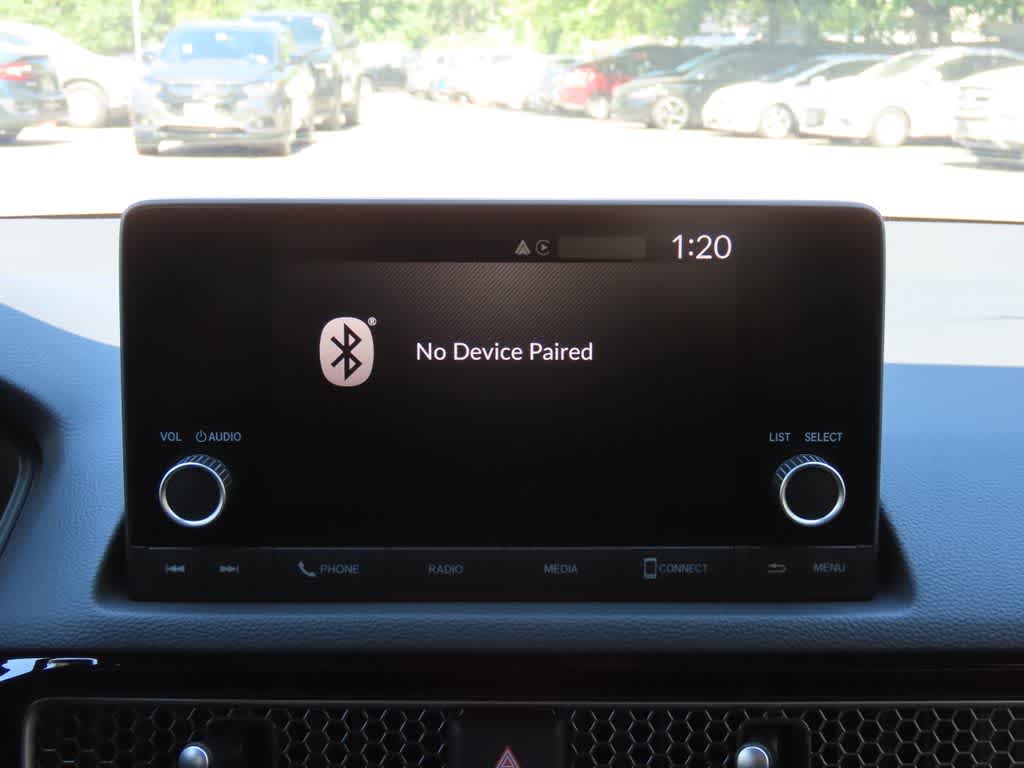 1:20
No Device Paired
®
VOL AUDIO
LIST SELECT
PHONE RADIO MEDIA CONNECT MENU